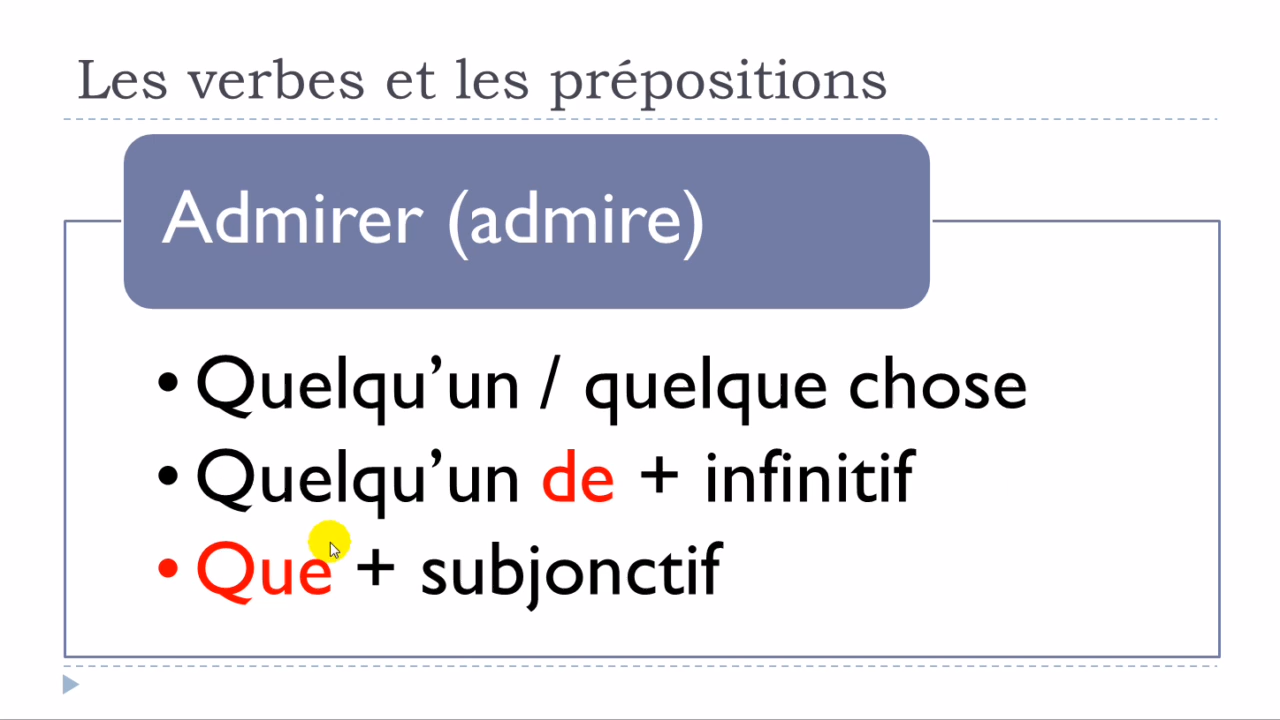 Les verbes et les prépositions
Admirer (admire)
• Quelqu’un / quelque chose
• Quelqu’un de + infinitif
• Que + subjonctif